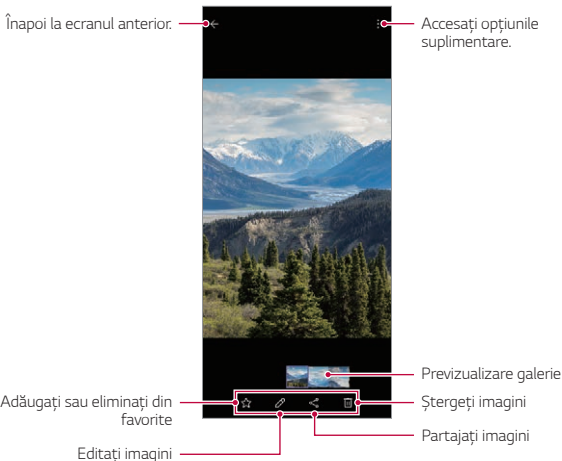 Înapoi la ecranul anterior.
Accesați opțiunile
suplimentare.
Previzualizare galerie
Adăugați sau eliminați din
favorite
Ștergeți imagini
Partajați imagini
Editați imagini